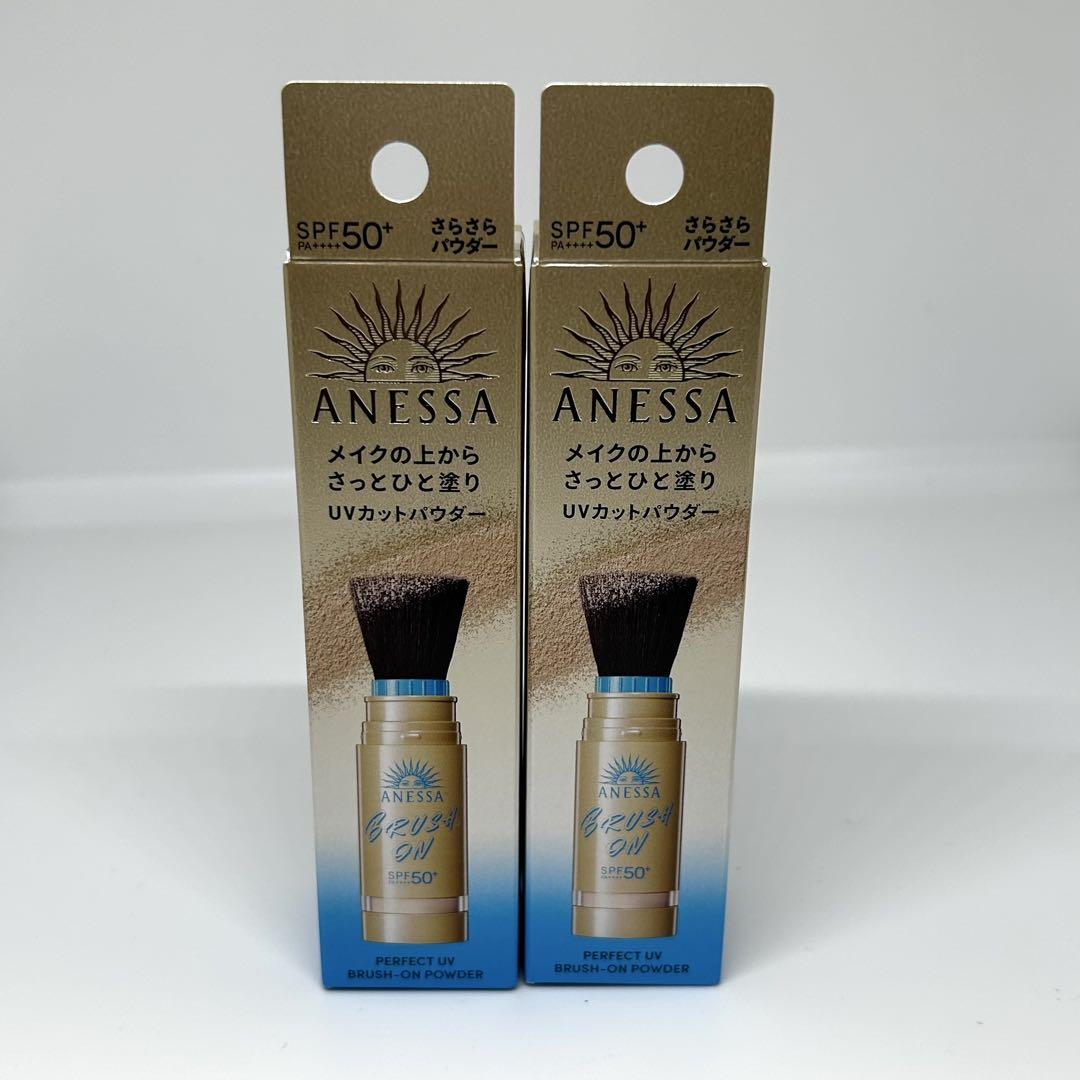 SPF50+
PA++++
さらさら
パウダー
ANESSA
メイクの上から
さっとひと塗り
UVカットパウダー
ANESSA
BRUSH
ON
SPF50+
PA++++
PERFECT UV
BRUSH-ON POWDER
SPF50+
PA++++
さらさら
パウダー
ANESSA
メイクの上から
さっとひと塗り
UVカットパウダー
ANESSA
BRUSH
ON
SPF50+
PA++++
PERFECT UV
BRUSH-ON POWDER